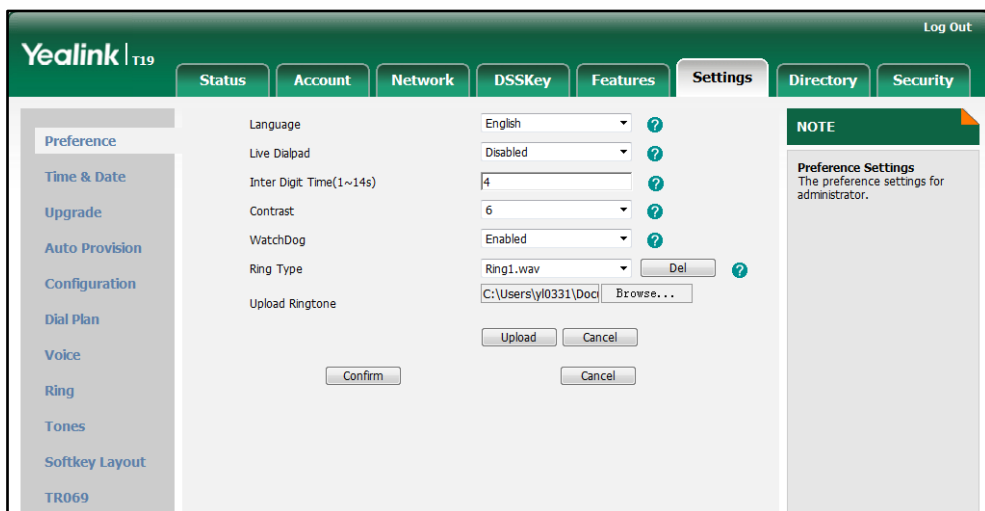 Log Out
Yealink T19
Status Account Network DSSKey Features Settings Directory Security
Preference
Time & Date
Upgrade
Auto Provision
Configuration
Dial Plan
Voice
Ring
Tones
Softkey Layout
TR069
Language English ?
Live Dialpad Disabled ?
Inter Digit Time(1~14s) 4 ?
Contrast 6 ?
WatchDog Enabled ?
Ring Type Ring1.wav Del ?
Upload Ringtone C:\Users\yl0331\Doc Browse...
Upload Cancel
Confirm Cancel
NOTE
Preference Settings
The preference settings for
administrator.